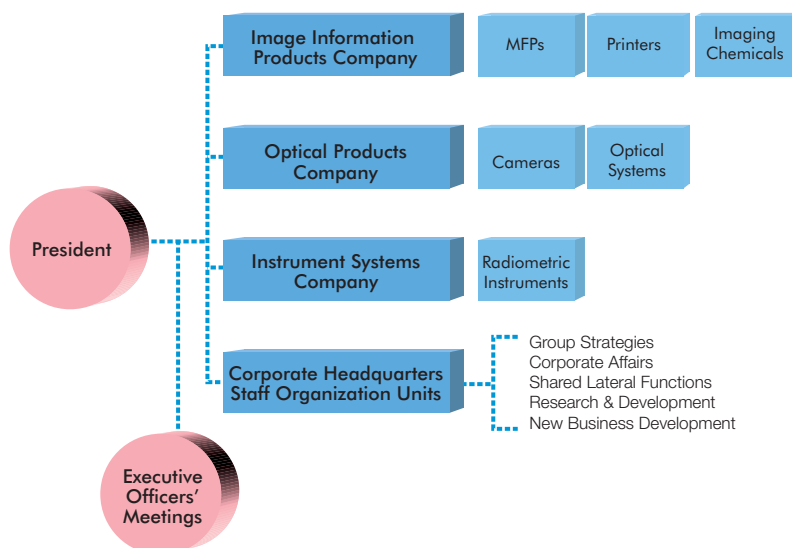 Image Information
Products Company
MFPs
Printers
Imaging
Chemicals
Optical Products
Company
Cameras
Optical
Systems
President
Instrument Systems
Company
Radiometric
Instruments
Corporate Headquarters
Staff Organization Units
Group Strategies
Corporate Affairs
Shared Lateral Functions
Research & Development
New Business Development
Executive
Officers’
Meetings